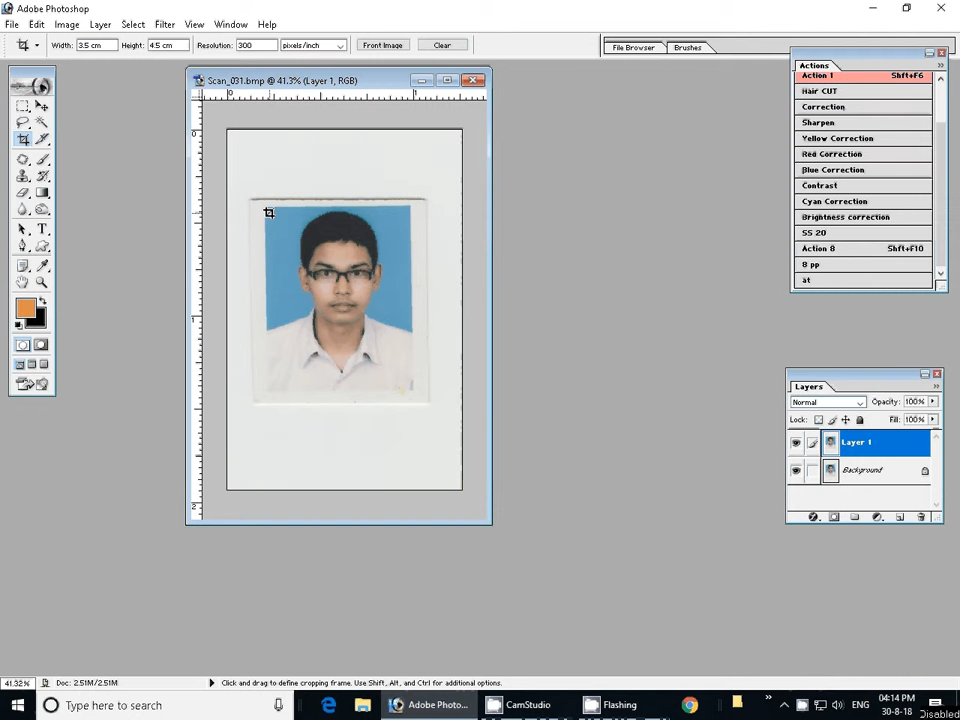 Adobe Photoshop
File Edit Image Layer Select Filter View Window Help
Width: 3.5 cm Height: 4.5 cm Resolution: 300 pixels/inch Front Image Clear File Browser Brushes
Scan_031.bmp @ 41.3% (Layer 1, RGB)
0 1
0
1
2
Actions
Action 1 Shft+F6
Hair CUT
Correction
Sharpen
Yellow Correction
Red Correction
Blue Correction
Contrast
Cyan Correction
Brightness correction
SS 20
Action 8 Shft+F10
8 pp
at
Layers
Normal Opacity: 100%
Lock: Fill: 100%
Layer 1
Background
41.32% Doc: 2.51M/2.51M Click and drag to define cropping frame. Use Shift, Alt, and Ctrl for additional options.
Type here to search Adobe Photo... CamStudio Flashing 04:14 PM
30-8-18
Disabled